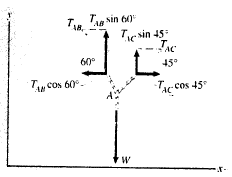 y
T_AB sin 60°
T_AB
T_AC sin 45°
T_AC
60°
45°
T_AB cos 60°
A
T_AC cos 45°
W
x